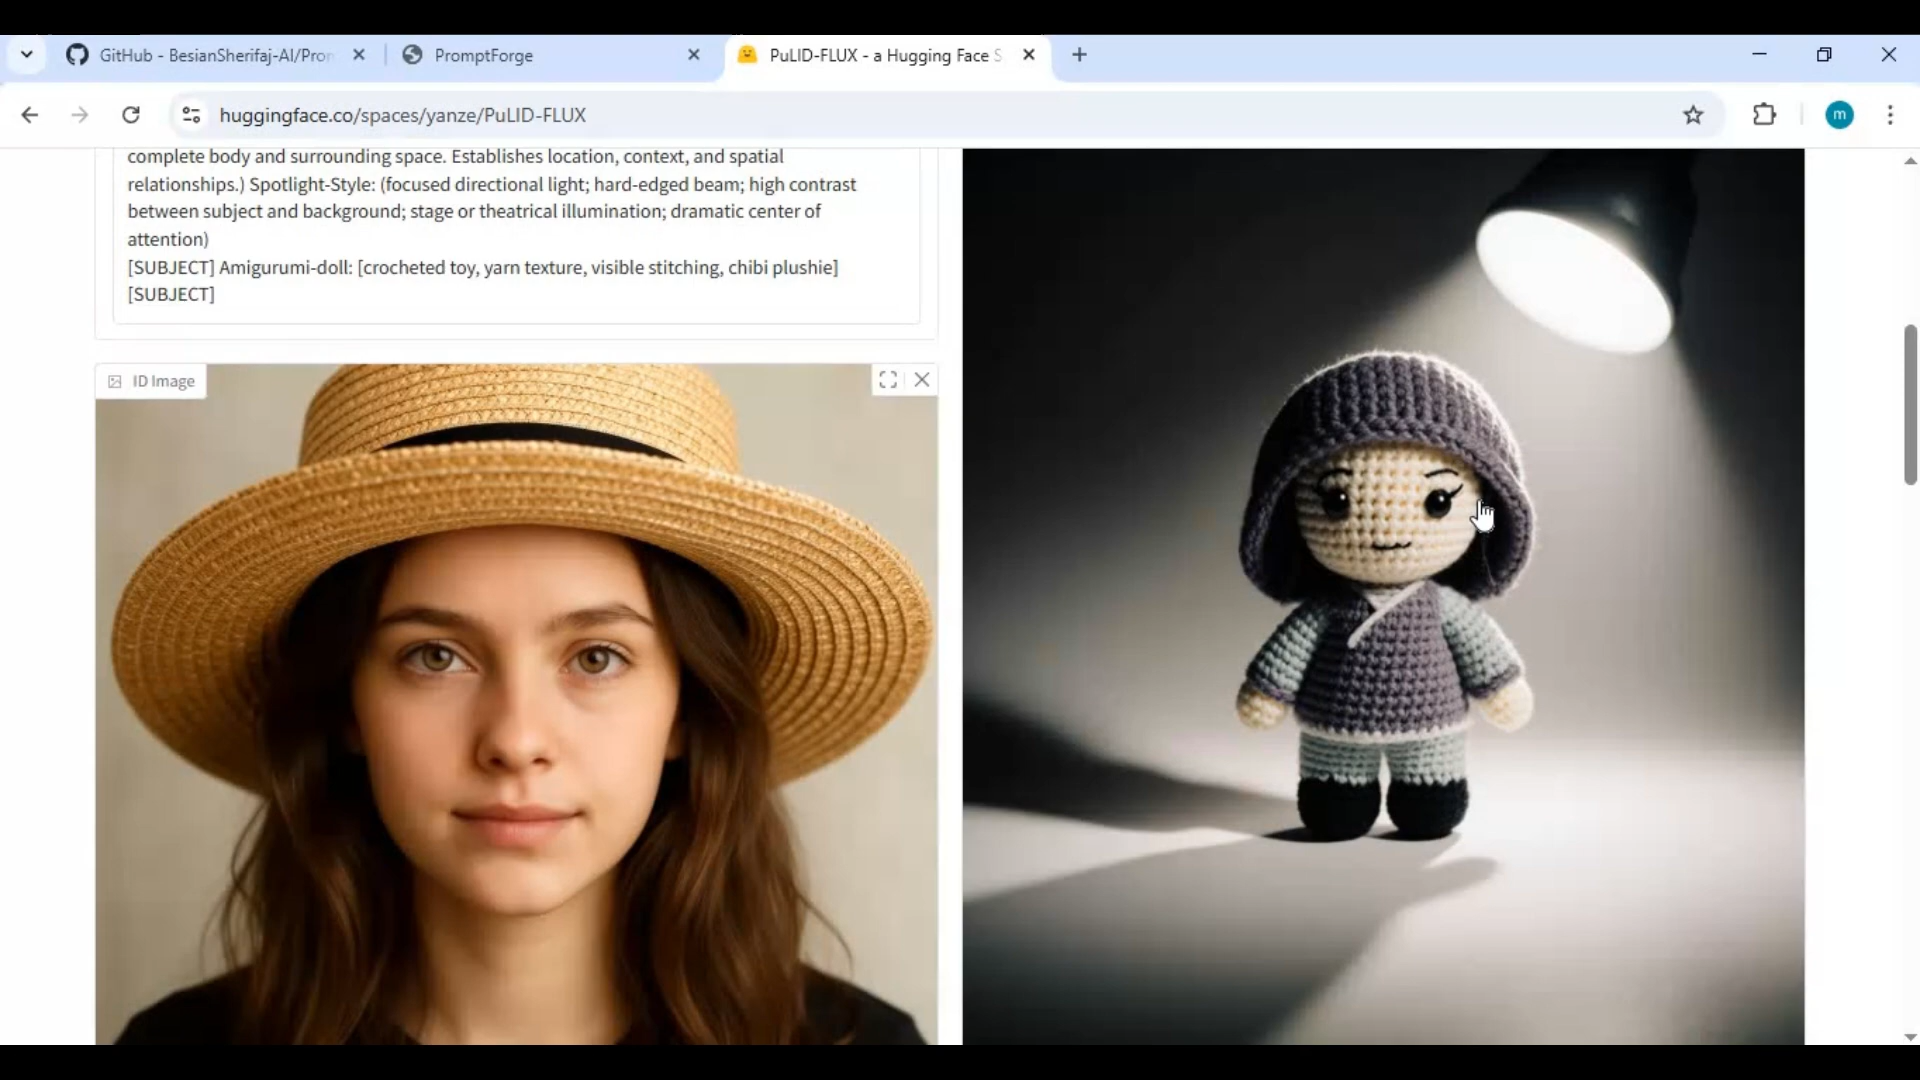 GitHub - BesianSherifaj-AI/Pron
PromptForge
PuLID-FLUX - a Hugging Face S
huggingface.co/spaces/yanze/PuLID-FLUX
m
complete body and surrounding space. Establishes location, context, and spatial
relationships.) Spotlight-Style: (focused directional light; hard-edged beam; high contrast
between subject and background; stage or theatrical illumination; dramatic center of
attention)
[SUBJECT] Amigurumi-doll: [crocheted toy, yarn texture, visible stitching, chibi plushie]
[SUBJECT]
ID Image